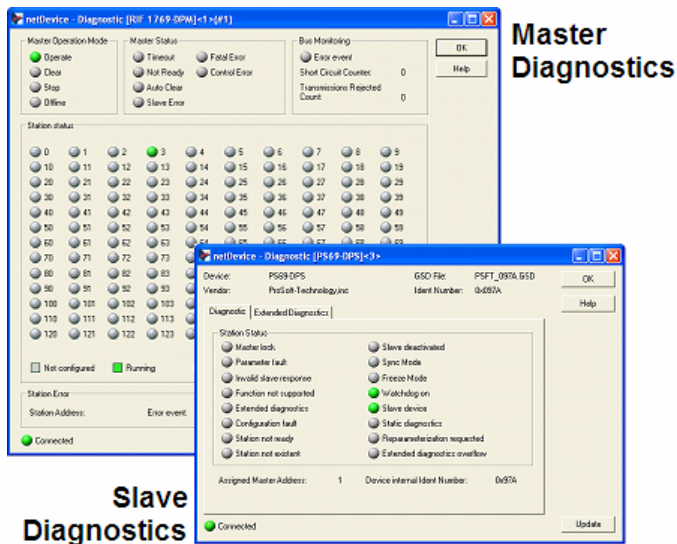 netDevice - Diagnostic [RIF 1769-DPM]<1>(#1)
Master Diagnostics
Master Operation Mode
Operate
Clear
Stop
Offline
Master Status
Timeout
Fatal Error
Not Ready
Control Error
Auto Clear
Slave Error
Bus Monitoring
Error event
Short Circuit Counter: 0
Transmissions Rejected
Count: 0
OK
Help
Station status
0 1 2 3 4 5 6 7 8 9
10 11 12 13 14 15 16 17 18 19
20 21 22 23 24 25 26 27 28 29
30 31 32 33 34 35 36 37 38 39
40 41 42 43 44 45 46 47 48 49
50 51 52 53 54 55 56 57 58 59
60 61 62 63
70 71 72 73
80 81 82 83
90 91 92 93
100 101 102 103
110 111 112 113
120 121 122 123
Not configured
Running
Station Error
Station Address:
Error event:
Connected
netDevice - Diagnostic [PS69-DPS]<3>
Device: PS69-DPS
Vendor: ProSoft-Technology,inc
GSD File: PSFT_097A.GSD
Ident Number: 0x097A
OK
Help
Diagnostic
Extended Diagnostics
Station Status
Master lock
Parameter fault
Invalid slave response
Function not supported
Extended diagnostics
Configuration fault
Station not ready
Station not existent
Slave deactivated
Sync Mode
Freeze Mode
Watchdog on
Slave device
Static diagnostics
Reparameterization requested
Extended diagnostics overflow
Assigned Master Address: 1
Device internal Ident Number: 0x97A
Connected
Update
Slave
Diagnostics